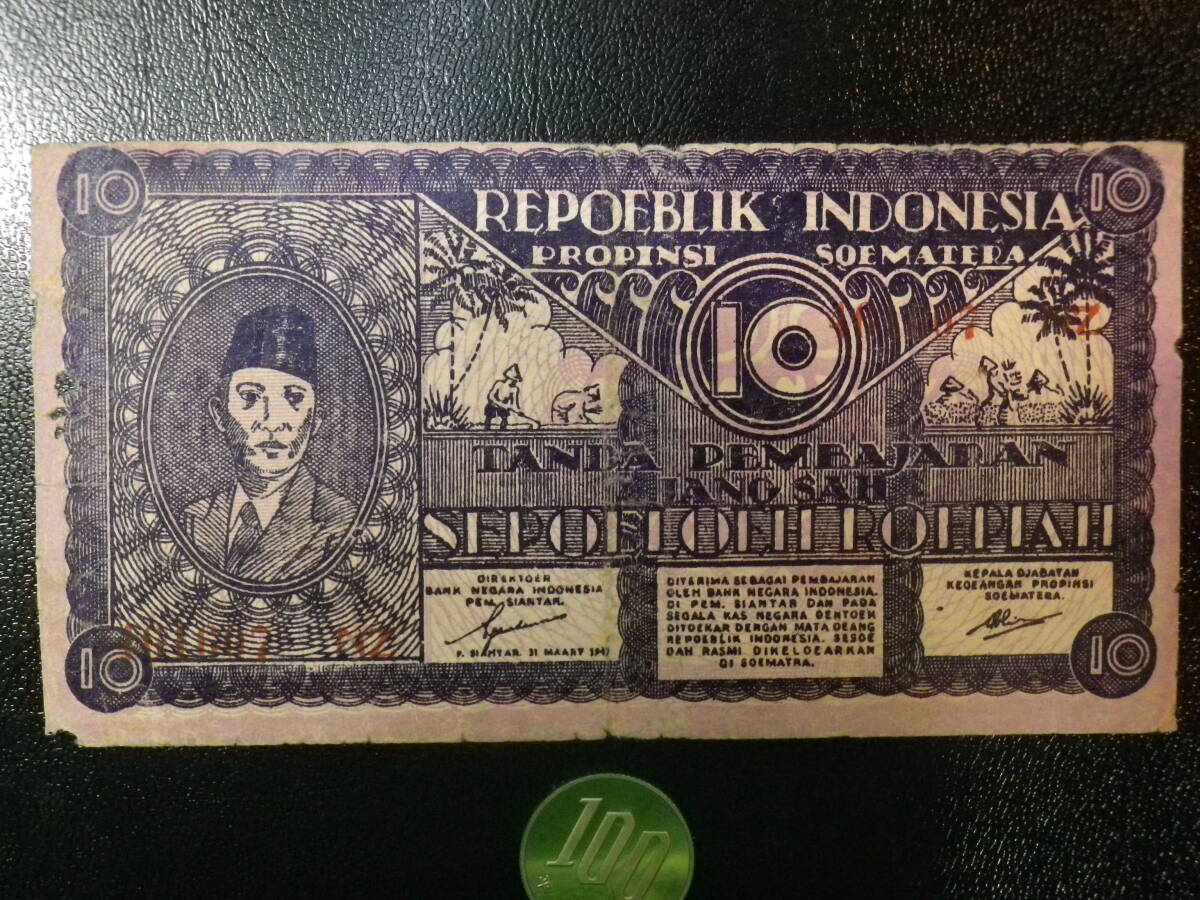 10
10
REPOEBLIK INDONESIA
PROPINSI SOEMATERA
10
TANDA PEMBAJARAN
JANG SAH
SEPOELOEH ROEPIAH
DIREKTOER
BANK NEGARA INDONESIA
PEM. SIANTAR.
P. SIANTAR. 31 MAART 1947
DITERIMA SEBAGAI PEMBAJARAN
OLEH BANK NEGARA INDONESIA.
DI PEM. SIANTAR DAN PADA
SEGALA KAS NEGARA OENTOEK
DITOEKAR DENGAN MATA OEANG
REPOEBLIK INDONESIA. SESOE
DAH RASMI DIKELOEARKAN
DI SOEMATRA.
KEPALA DJABATAN
KEOEANGAN PROPINSI
SOEMATERA.
NZ
10
10
100